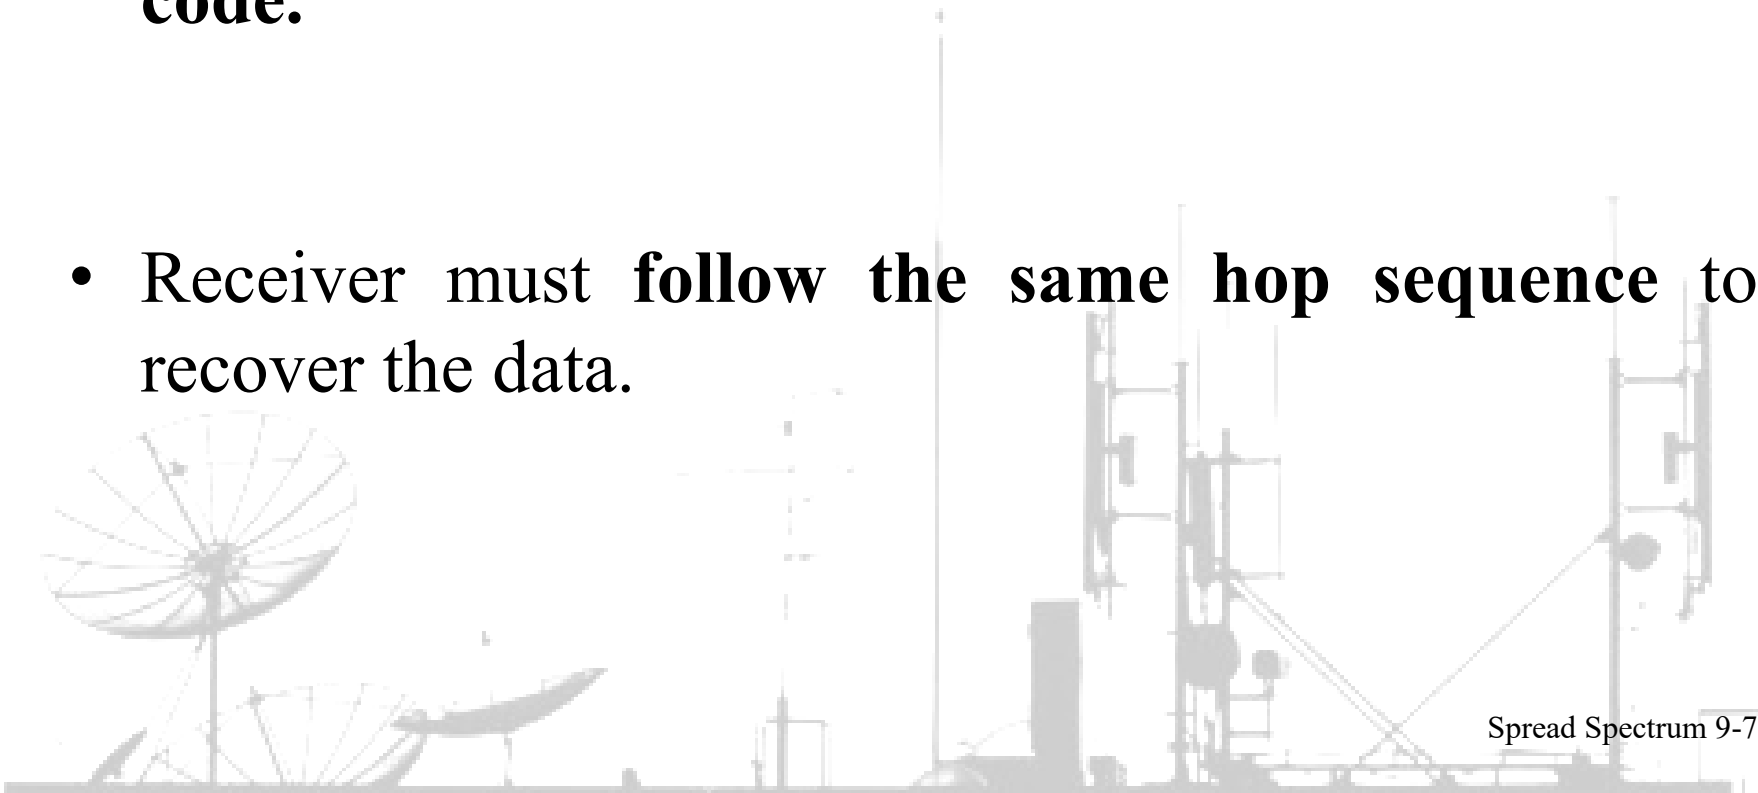 code.
• Receiver must follow the same hop sequence to
recover the data.
Spread Spectrum 9-7